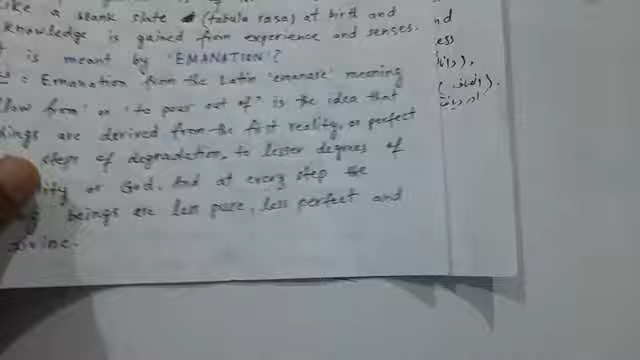 like a blank slate (tabula rasa) at birth and
knowledge is gained from experience and senses.
is meant by 'EMANATION'?
= Emanation from the Latin 'emanare' meaning
flow from' or 'to pour out of' is the idea that
things are derived from the first reality, or perfect
steps of degradation, to lesser degrees of
or God. And at every step the
beings are less pure, less perfect and
divine.
nd
ess